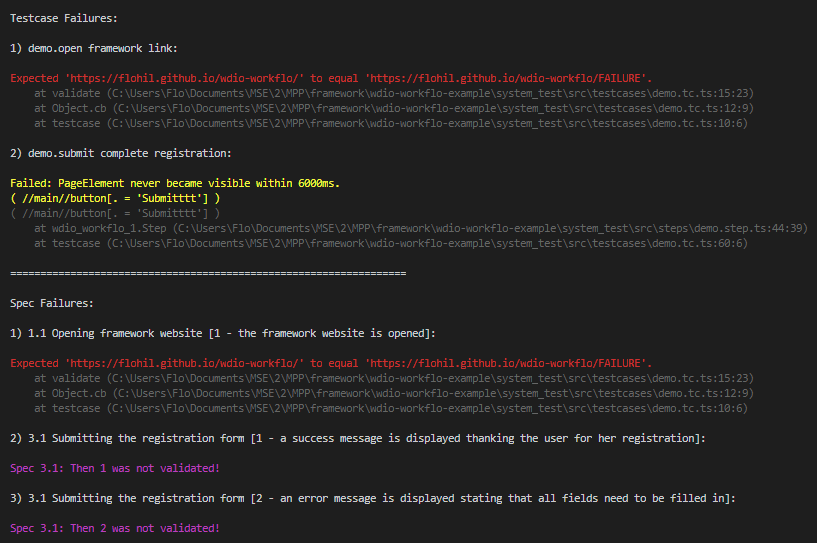 Testcase Failures:
1) demo.open framework link:
Expected 'https://flohil.github.io/wdio-workflo/' to equal 'https://flohil.github.io/wdio-workflo/FAILURE'.
at validate (C:\Users\Flo\Documents\MSE\2\MPP\framework\wdio-workflo-example\system_test\src\testcases\demo.tc.ts:15:23)
at Object.cb (C:\Users\Flo\Documents\MSE\2\MPP\framework\wdio-workflo-example\system_test\src\testcases\demo.tc.ts:12:9)
at testcase (C:\Users\Flo\Documents\MSE\2\MPP\framework\wdio-workflo-example\system_test\src\testcases\demo.tc.ts:10:6)
2) demo.submit complete registration:
Failed: PageElement never became visible within 6000ms.
( //main//button[. = 'Submitttt'] )
( //main//button[. = 'Submitttt'] )
at wdio_workflo_1.Step (C:\Users\Flo\Documents\MSE\2\MPP\framework\wdio-workflo-example\system_test\src\steps\demo.step.ts:44:39)
at testcase (C:\Users\Flo\Documents\MSE\2\MPP\framework\wdio-workflo-example\system_test\src\testcases\demo.tc.ts:60:6)
==================================================================
Spec Failures:
1) 1.1 Opening framework website [1 - the framework website is opened]:
Expected 'https://flohil.github.io/wdio-workflo/' to equal 'https://flohil.github.io/wdio-workflo/FAILURE'.
at validate (C:\Users\Flo\Documents\MSE\2\MPP\framework\wdio-workflo-example\system_test\src\testcases\demo.tc.ts:15:23)
at Object.cb (C:\Users\Flo\Documents\MSE\2\MPP\framework\wdio-workflo-example\system_test\src\testcases\demo.tc.ts:12:9)
at testcase (C:\Users\Flo\Documents\MSE\2\MPP\framework\wdio-workflo-example\system_test\src\testcases\demo.tc.ts:10:6)
2) 3.1 Submitting the registration form [1 - a success message is displayed thanking the user for her registration]:
Spec 3.1: Then 1 was not validated!
3) 3.1 Submitting the registration form [2 - an error message is displayed stating that all fields need to be filled in]:
Spec 3.1: Then 2 was not validated!